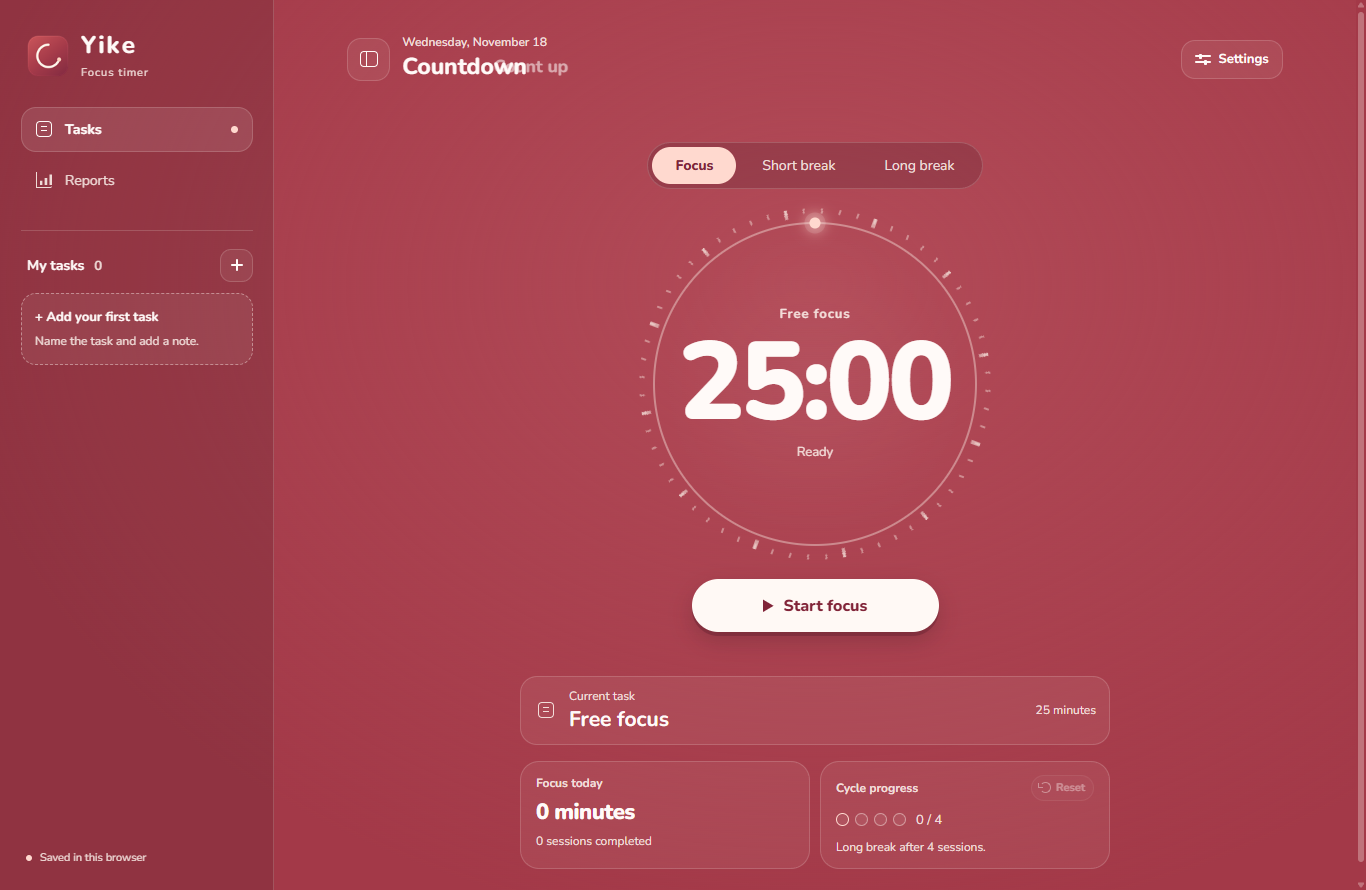 Yike
Focus timer
Tasks
Reports
My tasks 0
+ Add your first task
Name the task and add a note.
Saved in this browser
Wednesday, November 18
Countdown
Count up
Settings
Focus
Short break
Long break
Free focus
25:00
Ready
Start focus
Current task
Free focus
25 minutes
Focus today
0 minutes
0 sessions completed
Cycle progress
Reset
0 / 4
Long break after 4 sessions.